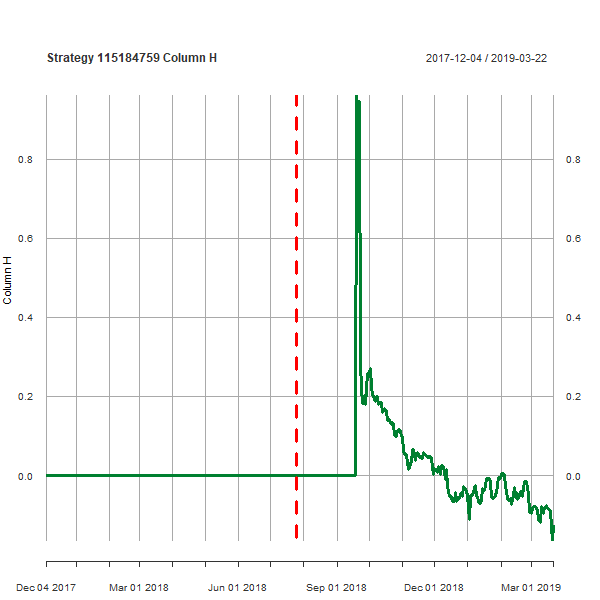 Strategy 115184759 Column H
2017-12-04 / 2019-03-22
0.8
0.8
0.6
0.6
Column H
0.4
0.4
0.2
0.2
0.0
0.0
Dec 04 2017
Mar 01 2018
Jun 01 2018
Sep 01 2018
Dec 01 2018
Mar 01 2019